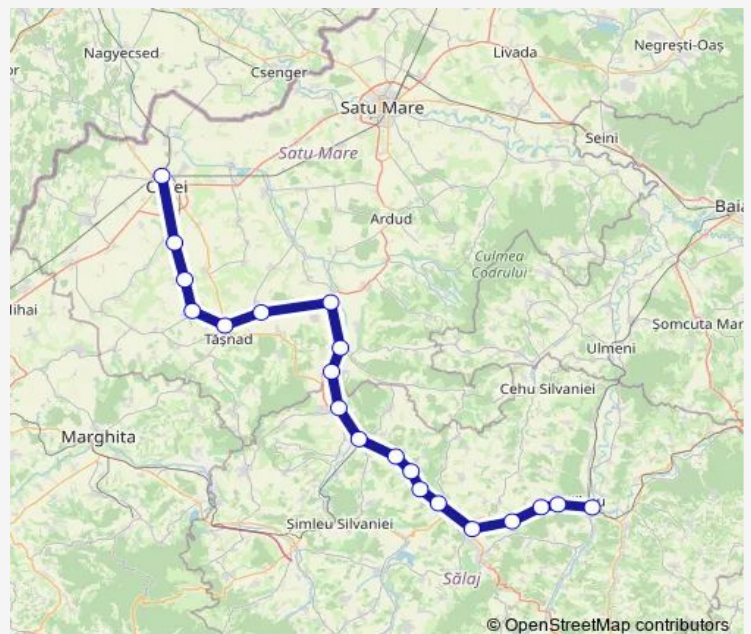 Nagyecsed
Livada
Negrești-Oaș
Csenger
Satu Mare
Seini
Satu Mare
Ardud
Culmea
Codrului
Tășnad
Ulmeni
Cehu Silvaniei
Marghita
Șimleu Silvaniei
Sălaj
© OpenStreetMap contributors